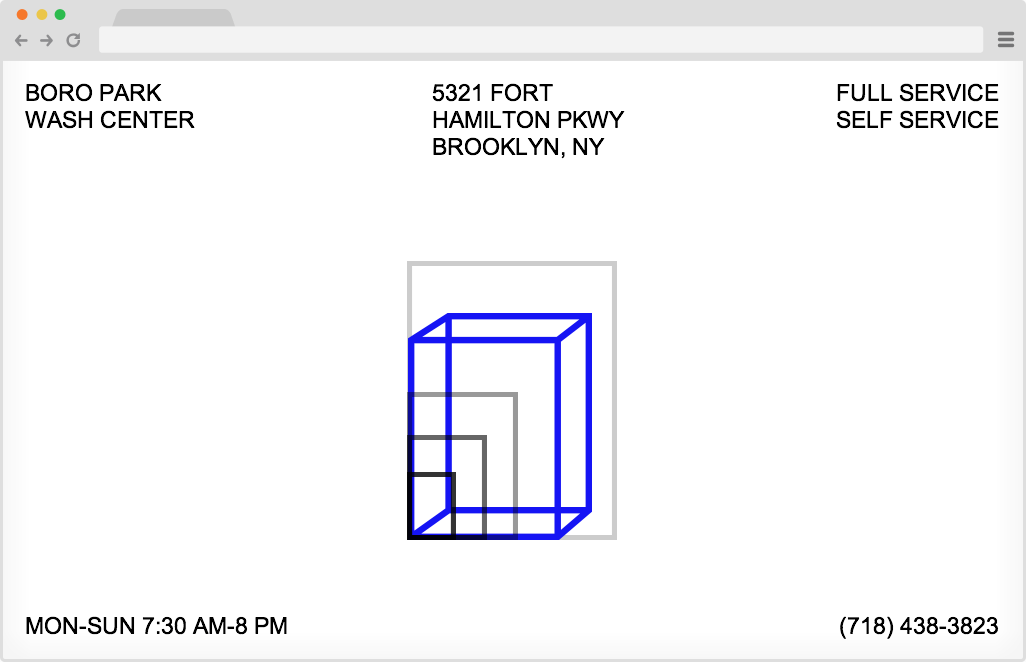 BORO PARK
WASH CENTER
5321 FORT
HAMILTON PKWY
BROOKLYN, NY
FULL SERVICE
SELF SERVICE
MON-SUN 7:30 AM-8 PM
(718) 438-3823